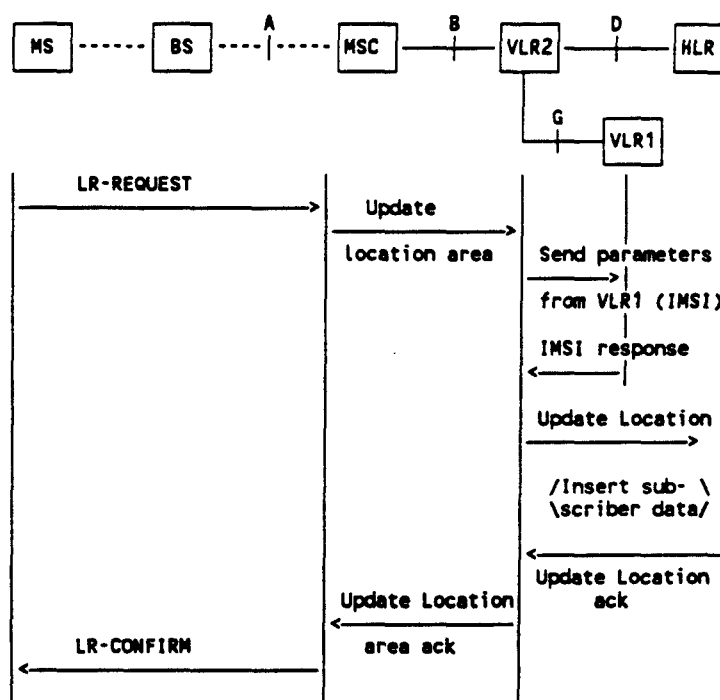 A B D
MS BS MSC VLR2 HLR
G
VLR1
LR-REQUEST
Update
location area
Send parameters
from VLR1 (IMSI)
IMSI response
Update Location
/Insert sub- \
\scriber data/
Update Location
ack
Update Location
area ack
LR-CONFIRM